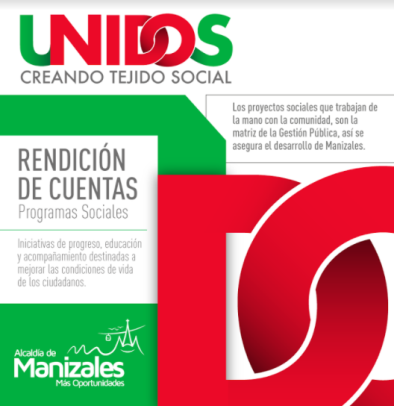 UNIDOS
CREANDO TEJIDO SOCIAL
Los proyectos sociales que trabajan de
la mano con la comunidad, son la
matriz de la Gestión Pública, así se
asegura el desarrollo de Manizales.
RENDICIÓN
DE CUENTAS
Programas Sociales
Iniciativas de progreso, educación
y acompañamiento destinadas a
mejorar las condiciones de vida
de los ciudadanos.
Alcaldía de
Manizales
Más Oportunidades